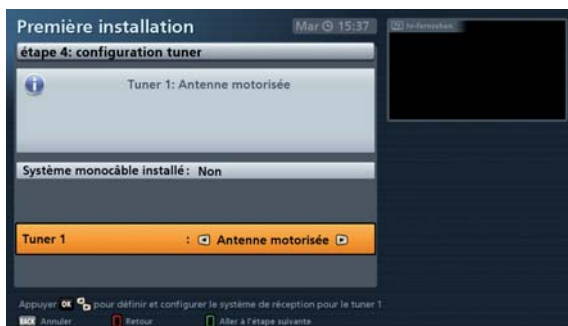 Première installation
Mar 15:37
étape 4: configuration tuner
Tuner 1: Antenne motorisée
Système monocâble installé: Non
Tuner 1 : Antenne motorisée
Appuyer OK pour définir et configurer le système de réception pour le tuner 1
BACK Annuler Retour Aller à l'étape suivante